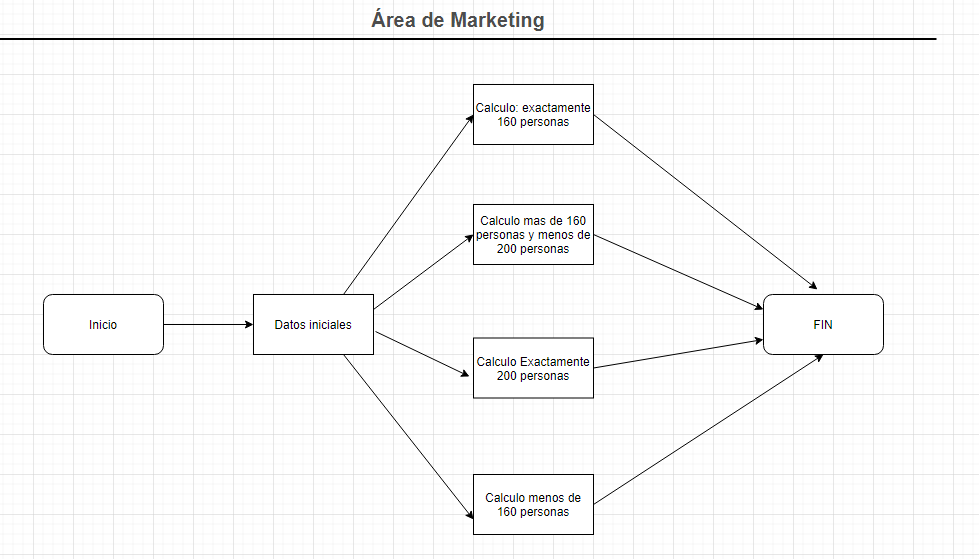 Área de Marketing
Calculo: exactamente
160 personas
Calculo mas de 160
personas y menos de
200 personas
Inicio
Datos iniciales
FIN
Calculo Exactamente
200 personas
Calculo menos de
160 personas